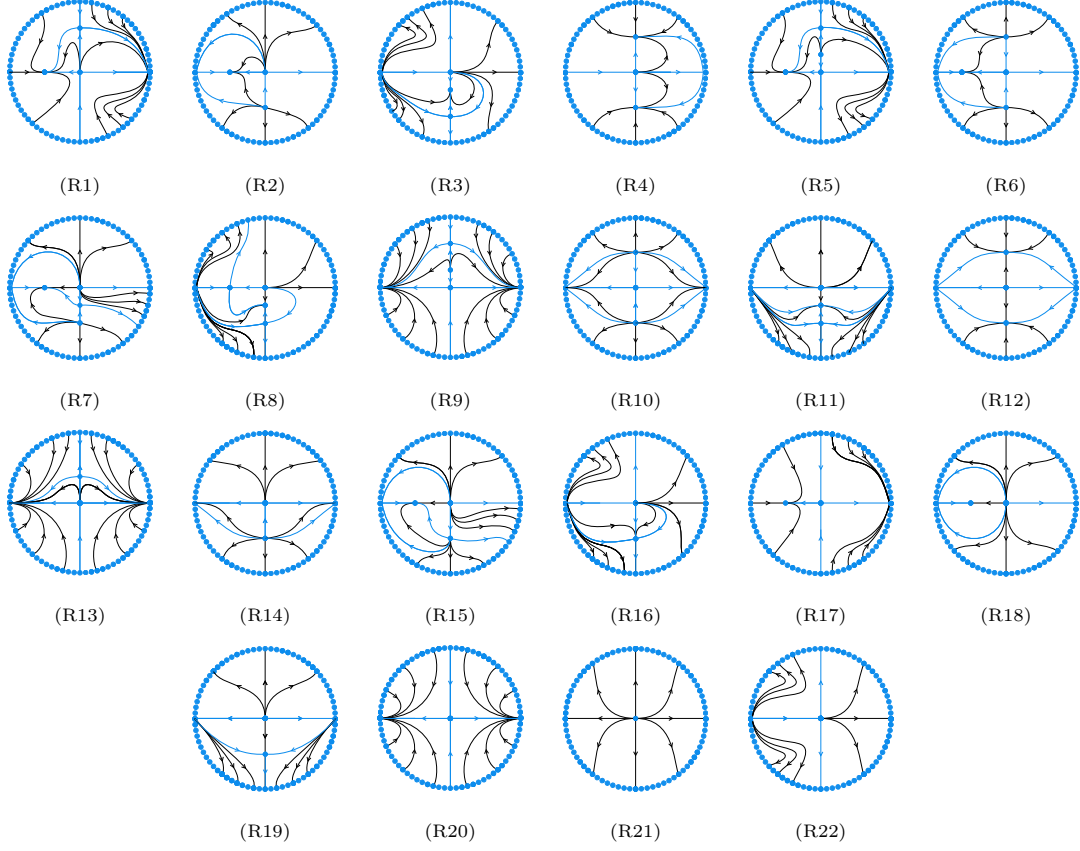 (R1) (R2) (R3) (R4) (R5) (R6)
(R7) (R8) (R9) (R10) (R11) (R12)
(R13) (R14) (R15) (R16) (R17) (R18)
(R19) (R20) (R21) (R22)